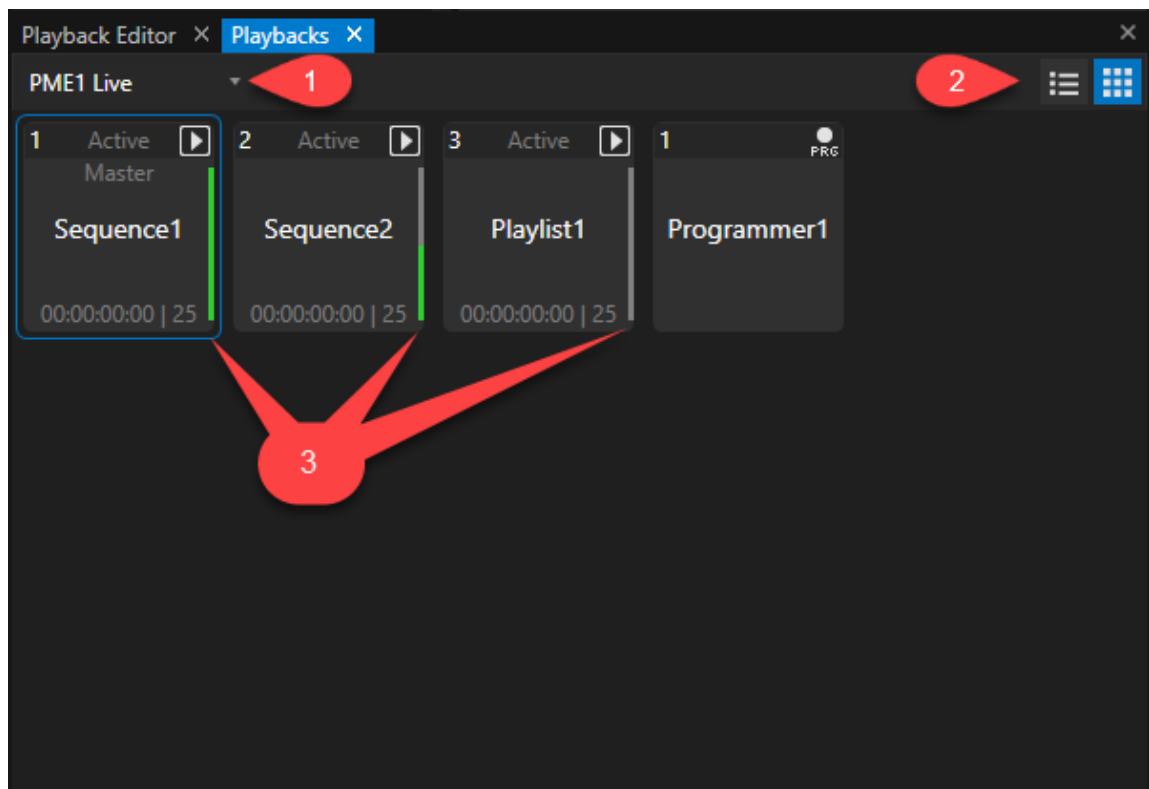 Playback Editor Playbacks
PME1 Live 1 2
1 Active 2 Active 3 Active 1 PRG
Master
Sequence1 Sequence2 Playlist1 Programmer1
00:00:00:00 | 25 00:00:00:00 | 25 00:00:00:00 | 25
3